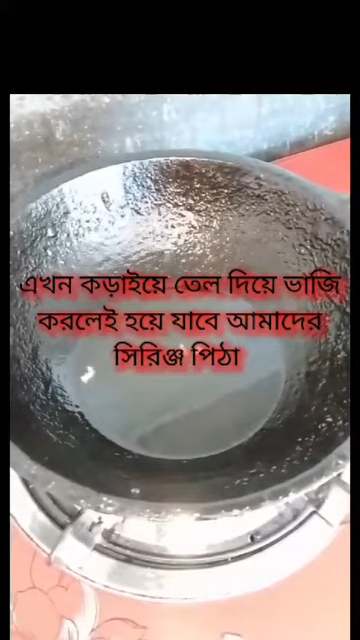 এখন কড়াইয়ে তেল দিয়ে ভাজি
করলেই হয়ে যাবে আমাদের
সিরিঞ্জ পিঠা